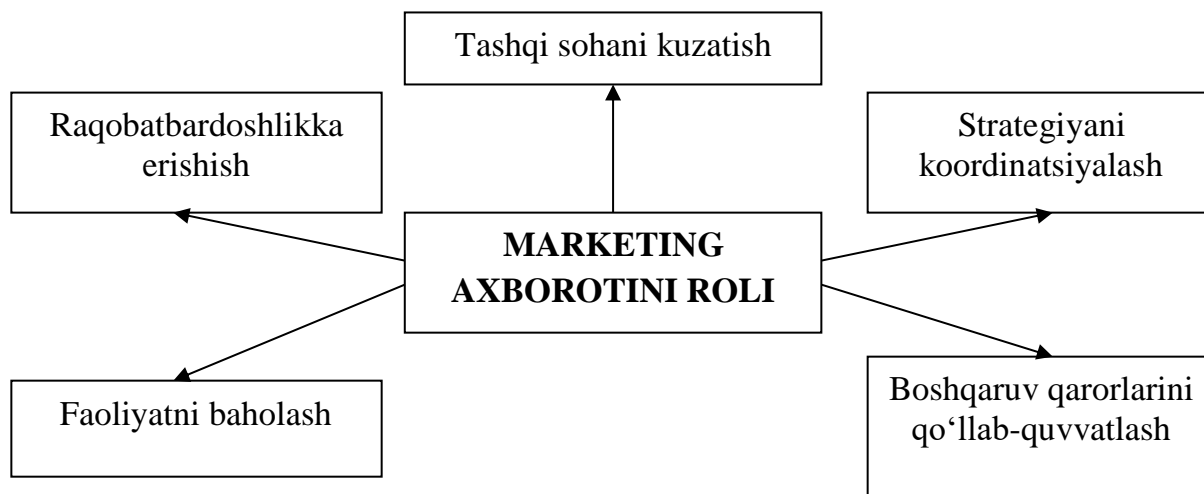 Tashqi sohani kuzatish
Raqobatbardoshlikka
erishish
Strategiyani
koordinatsiyalash
MARKETING
AXBOROTINI ROLI
Faoliyatni baholash
Boshqaruv qarorlarini
qo‘llab-quvvatlash